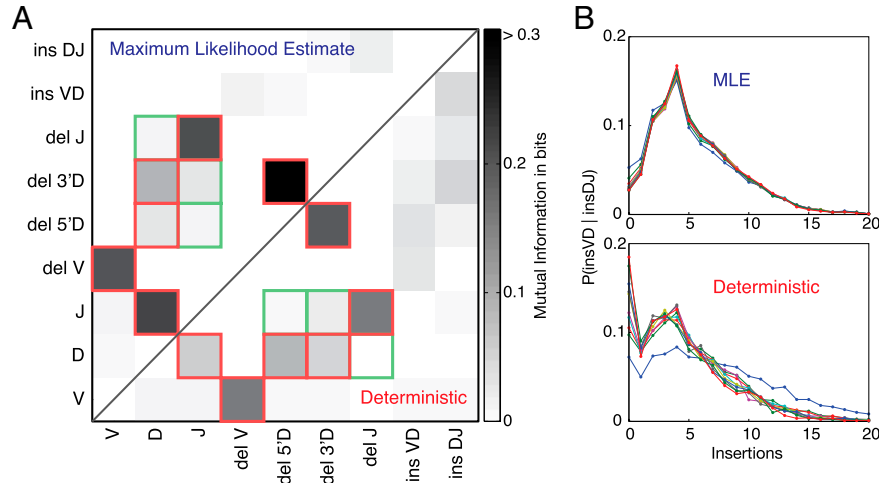 A
Maximum Likelihood Estimate
ins DJ
ins VD
del J
del 3'D
del 5'D
del V
J
D
V
Deterministic
V
D
J
del V
del 5'D
del 3'D
del J
ins VD
ins DJ
> 0.3
0.2
0.1
0
Mutual Information in bits
B
0.2
0.1
0
MLE
0
5
10
15
20
P(insVD | insDJ)
0.2
0.1
0
Deterministic
0
5
10
15
20
Insertions